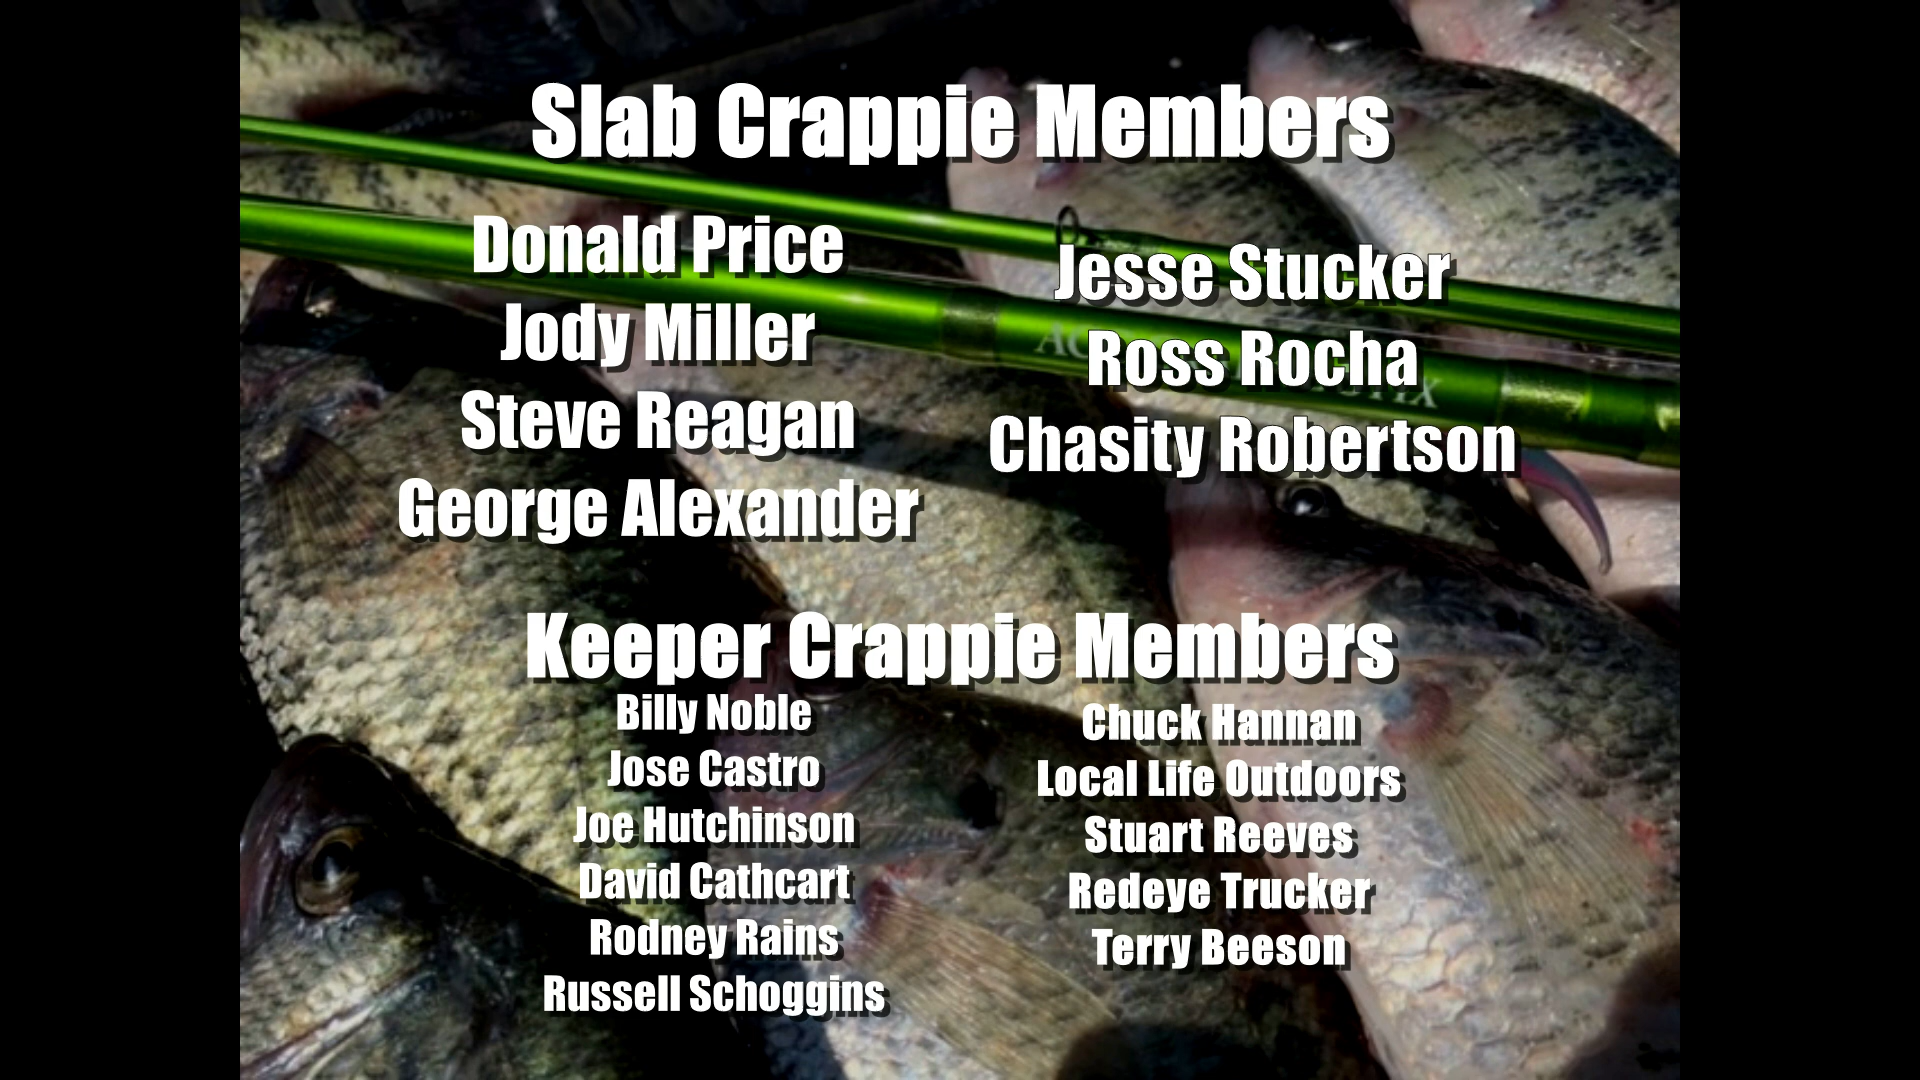 Slab Crappie Members
Donald Price
Jody Miller
Steve Reagan
George Alexander
Jesse Stucker
Ross Rocha
Chasity Robertson
Keeper Crappie Members
Billy Noble
Jose Castro
Joe Hutchinson
David Cathcart
Rodney Rains
Russell Schoggins
Chuck Hannan
Local Life Outdoors
Stuart Reeves
Redeye Trucker
Terry Beeson